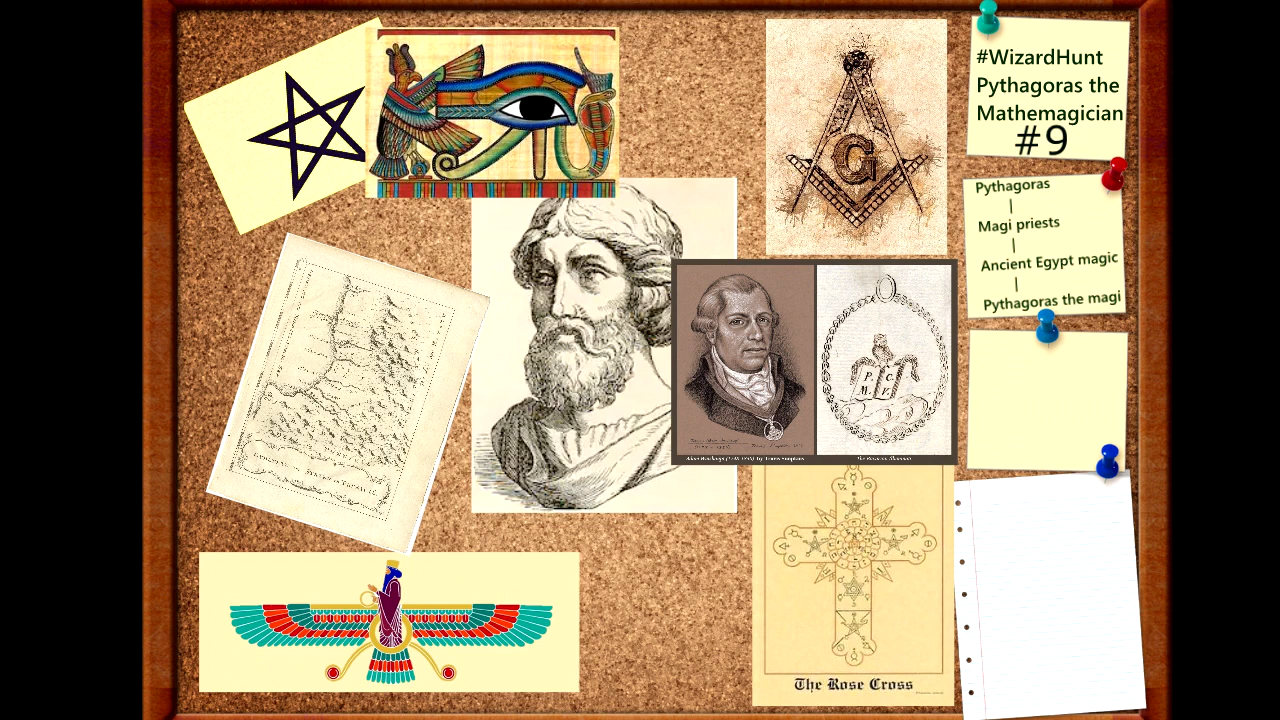 #WizardHunt
Pythagoras the
Mathemagician
#9
Pythagoras
Magi priests
Ancient Egypt magic
Pythagoras the magi
G
P.
C.
M.
V.
The Rose Cross